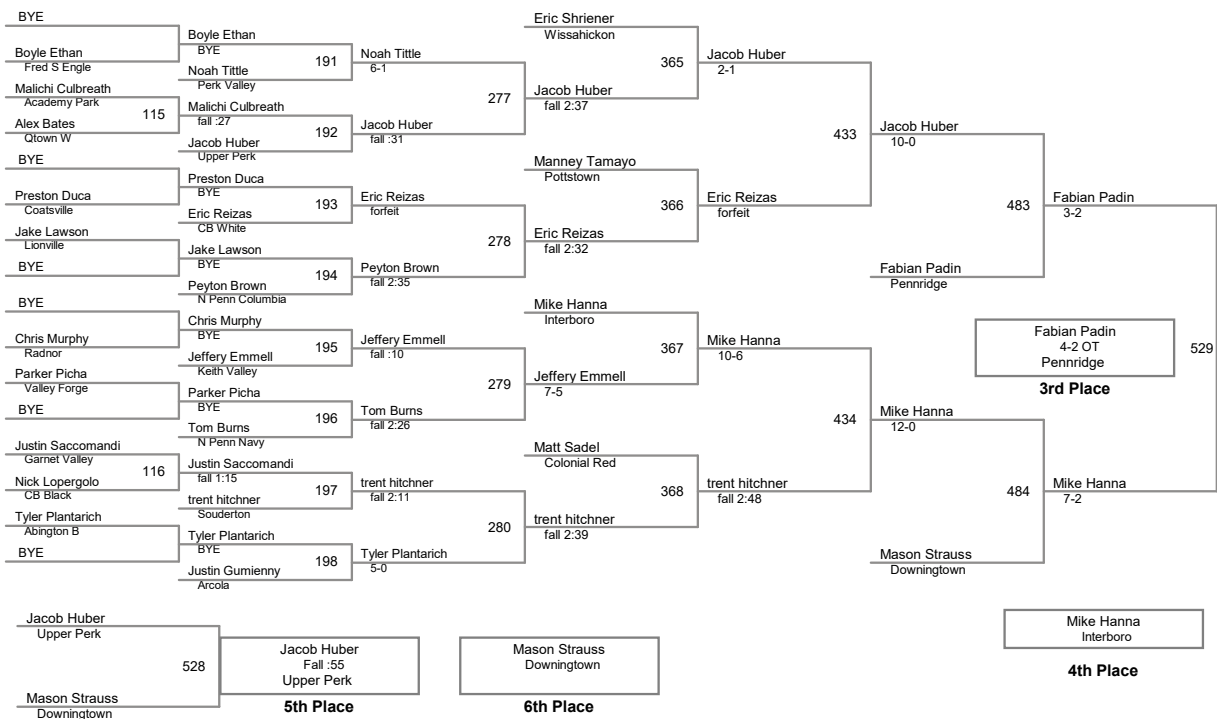 BYE
Boyle Ethan
Fred S Engle
Malichi Culbreath
Academy Park
115
Alex Bates
Qtown W
BYE
Preston Duca
Coatsville
Jake Lawson
Lionville
BYE
BYE
Chris Murphy
Radnor
Parker Picha
Valley Forge
BYE
Justin Saccomandi
Garnet Valley
116
Nick Lopergolo
CB Black
Tyler Plantarich
Abington B
BYE
Boyle Ethan
BYE
191
Noah Tittle
Perk Valley
Malichi Culbreath
fall :27
192
Jacob Huber
Upper Perk
Preston Duca
BYE
193
Eric Reizas
CB White
Jake Lawson
BYE
194
Peyton Brown
N Penn Columbia
Chris Murphy
BYE
195
Jeffery Emmell
Keith Valley
Parker Picha
BYE
196
Tom Burns
N Penn Navy
Justin Saccomandi
fall 1:15
197
trent hitchner
Souderton
Tyler Plantarich
BYE
198
Justin Gumienny
Arcola
Noah Tittle
6-1
277
Jacob Huber
fall :31
Eric Reizas
forfeit
278
Peyton Brown
fall 2:35
Jeffery Emmell
fall :10
279
Tom Burns
fall 2:26
trent hitchner
fall 2:11
280
Tyler Plantarich
5-0
Eric Shriener
Wissahickon
365
Jacob Huber
fall 2:37
Manney Tamayo
Pottstown
366
Eric Reizas
fall 2:32
Mike Hanna
Interboro
367
Jeffery Emmell
7-5
Matt Sadel
Colonial Red
368
trent hitchner
fall 2:39
Jacob Huber
2-1
433
Eric Reizas
forfeit
Mike Hanna
10-6
434
trent hitchner
fall 2:48
Jacob Huber
10-0
483
Fabian Padin
Pennridge
Mike Hanna
12-0
484
Mason Strauss
Downingtown
Fabian Padin
3-2
529
Mike Hanna
7-2
Fabian Padin
4-2 OT
Pennridge
3rd Place
Mike Hanna
Interboro
4th Place
Jacob Huber
Upper Perk
528
Mason Strauss
Downingtown
Jacob Huber
Fall :55
Upper Perk
5th Place
Mason Strauss
Downingtown
6th Place